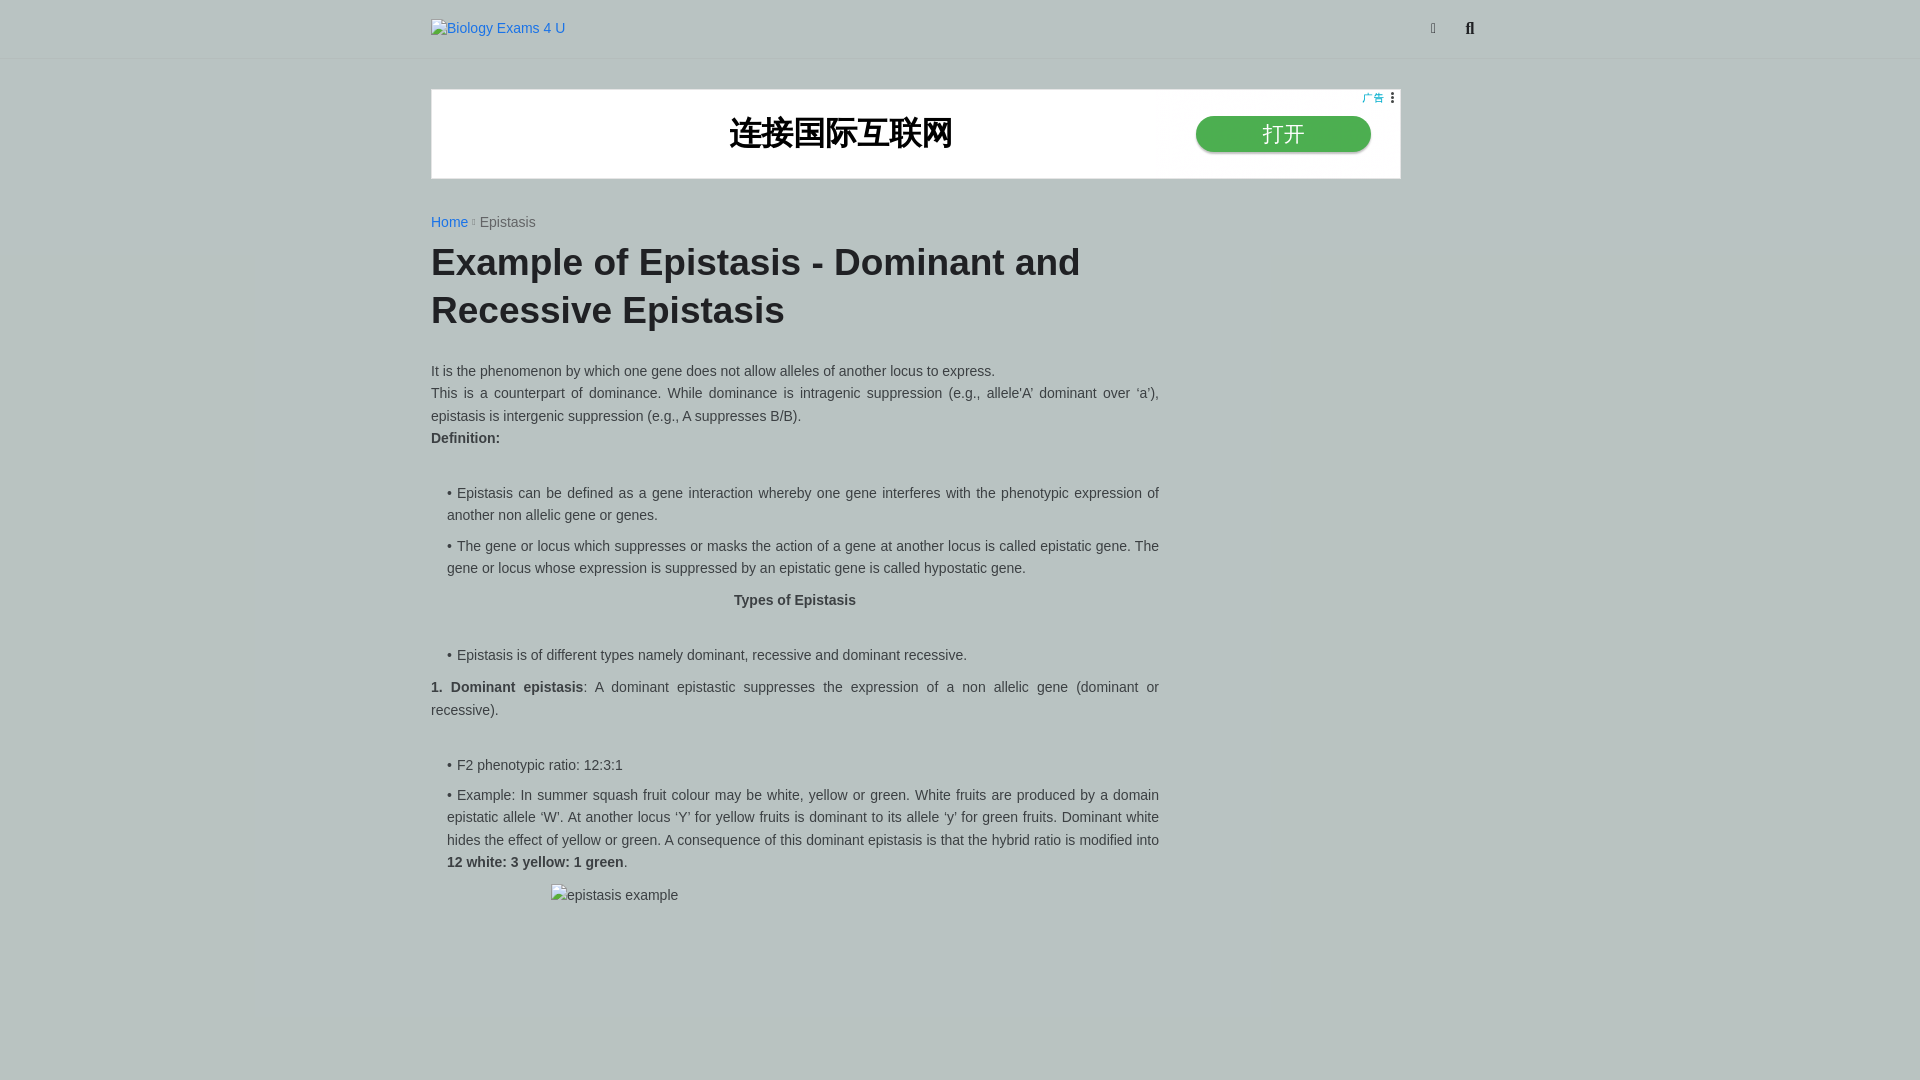 Biology Exams 4 U
广告
连接国际互联网
打开
Home Epistasis
Example of Epistasis - Dominant and
Recessive Epistasis
It is the phenomenon by which one gene does not allow alleles of another locus to express.
This is a counterpart of dominance. While dominance is intragenic suppression (e.g., allele'A' dominant over ‘a’),
epistasis is intergenic suppression (e.g., A suppresses B/B).
Definition:
• Epistasis can be defined as a gene interaction whereby one gene interferes with the phenotypic expression of
another non allelic gene or genes.
• The gene or locus which suppresses or masks the action of a gene at another locus is called epistatic gene. The
gene or locus whose expression is suppressed by an epistatic gene is called hypostatic gene.
Types of Epistasis
• Epistasis is of different types namely dominant, recessive and dominant recessive.
1. Dominant epistasis: A dominant epistastic suppresses the expression of a non allelic gene (dominant or
recessive).
• F2 phenotypic ratio: 12:3:1
• Example: In summer squash fruit colour may be white, yellow or green. White fruits are produced by a domain
epistatic allele ‘W’. At another locus ‘Y’ for yellow fruits is dominant to its allele ‘y’ for green fruits. Dominant white
hides the effect of yellow or green. A consequence of this dominant epistasis is that the hybrid ratio is modified into
12 white: 3 yellow: 1 green.
epistasis example